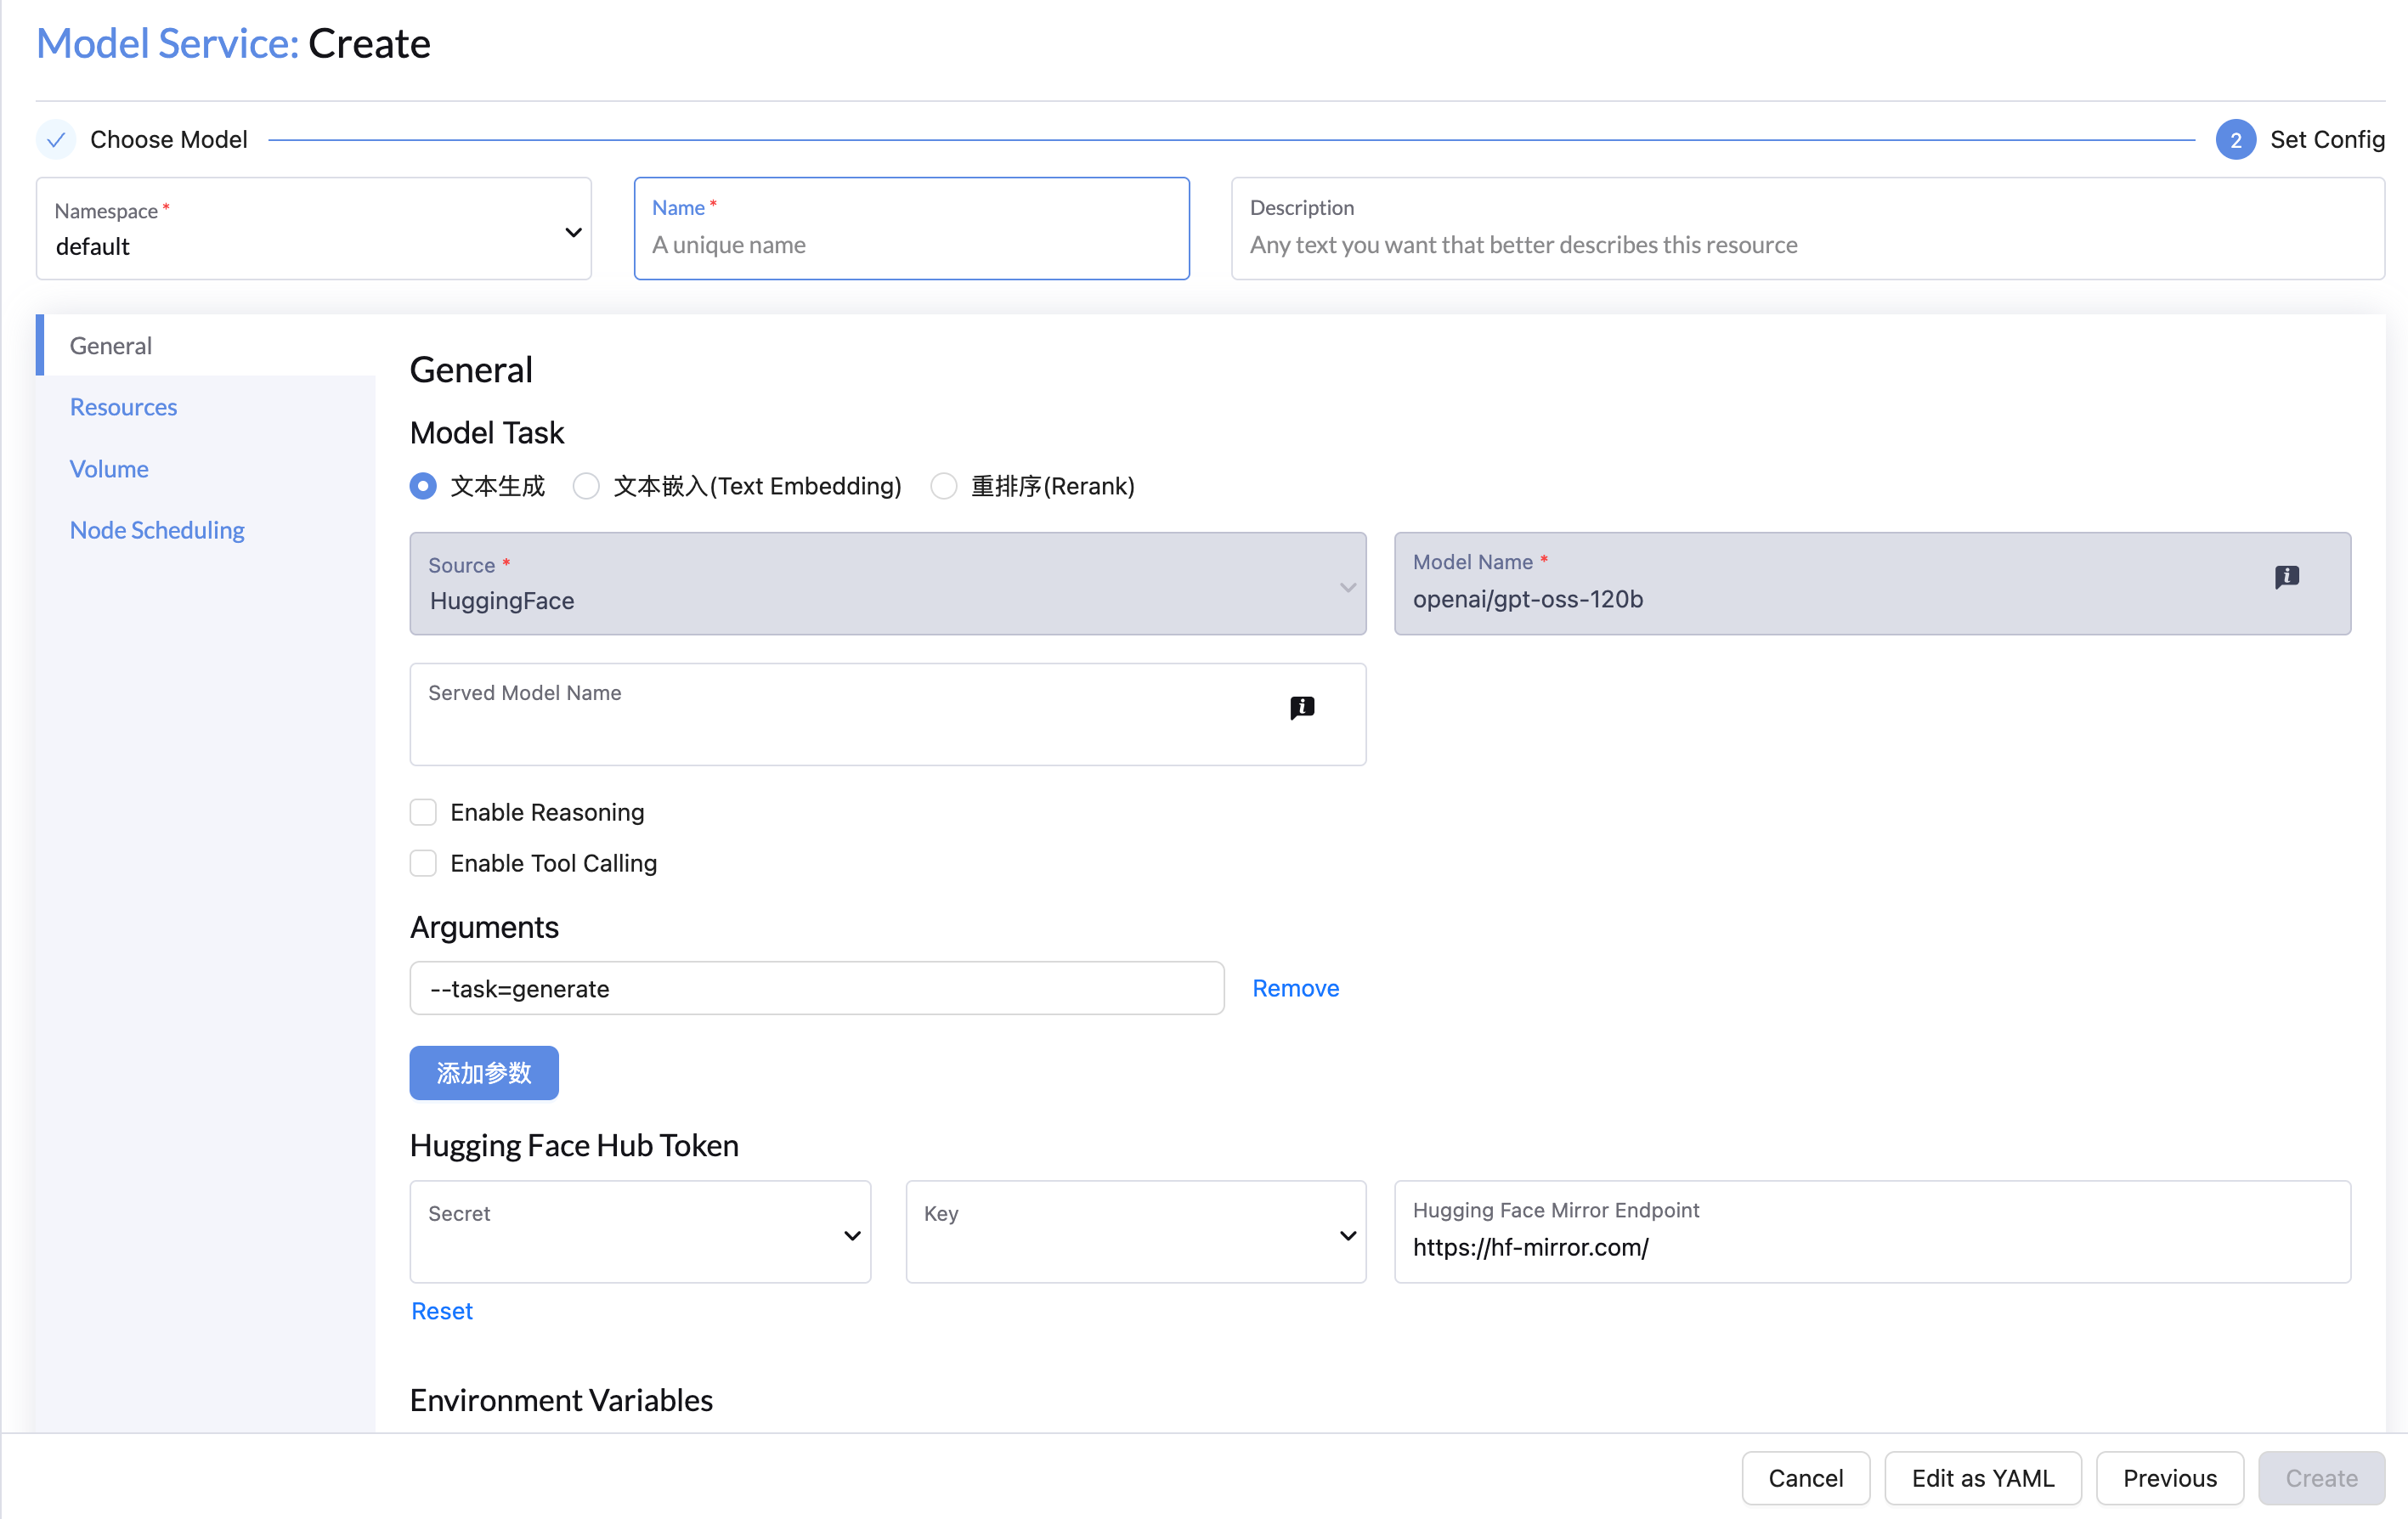 Model Service: Create
Choose Model
2 Set Config
Namespace *
default
Name *
A unique name
Description
Any text you want that better describes this resource
General
Resources
Volume
Node Scheduling
General
Model Task
文本生成 文本嵌入(Text Embedding) 重排序(Rerank)
Source *
HuggingFace
Model Name *
openai/gpt-oss-120b
Served Model Name
Enable Reasoning
Enable Tool Calling
Arguments
--task=generate Remove
添加参数
Hugging Face Hub Token
Secret
Key
Hugging Face Mirror Endpoint
https://hf-mirror.com/
Reset
Environment Variables
Cancel Edit as YAML Previous Create